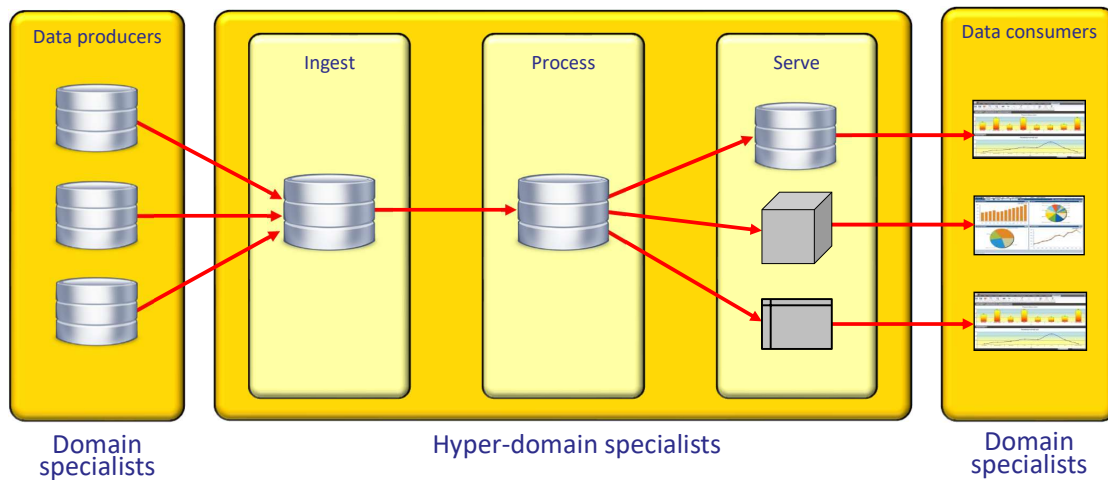 Data producers
Ingest
Process
Serve
Data consumers
Domain
specialists
Hyper-domain specialists
Domain
specialists